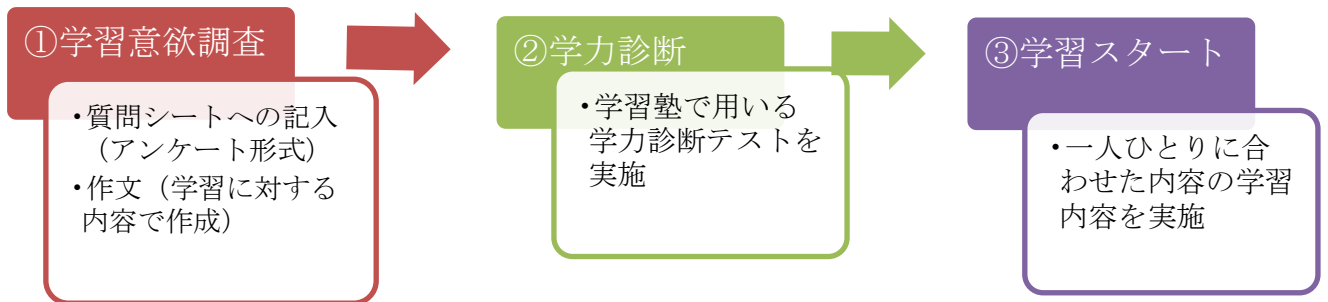 ①学習意欲調査
・質問シートへの記入
（アンケート形式）
・作文（学習に対する
内容で作成）
②学力診断
・学習塾で用いる
学力診断テストを
実施
③学習スタート
・一人ひとりに合
わせた内容の学習
内容を実施